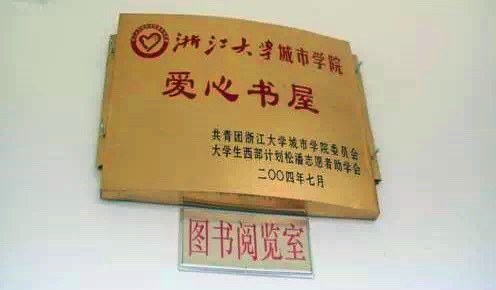 浙江大学城市学院
爱心书屋
共青团浙江大学城市学院委员会
大学生西部计划松潘志愿者助学会
二〇〇四年七月
图书阅览室